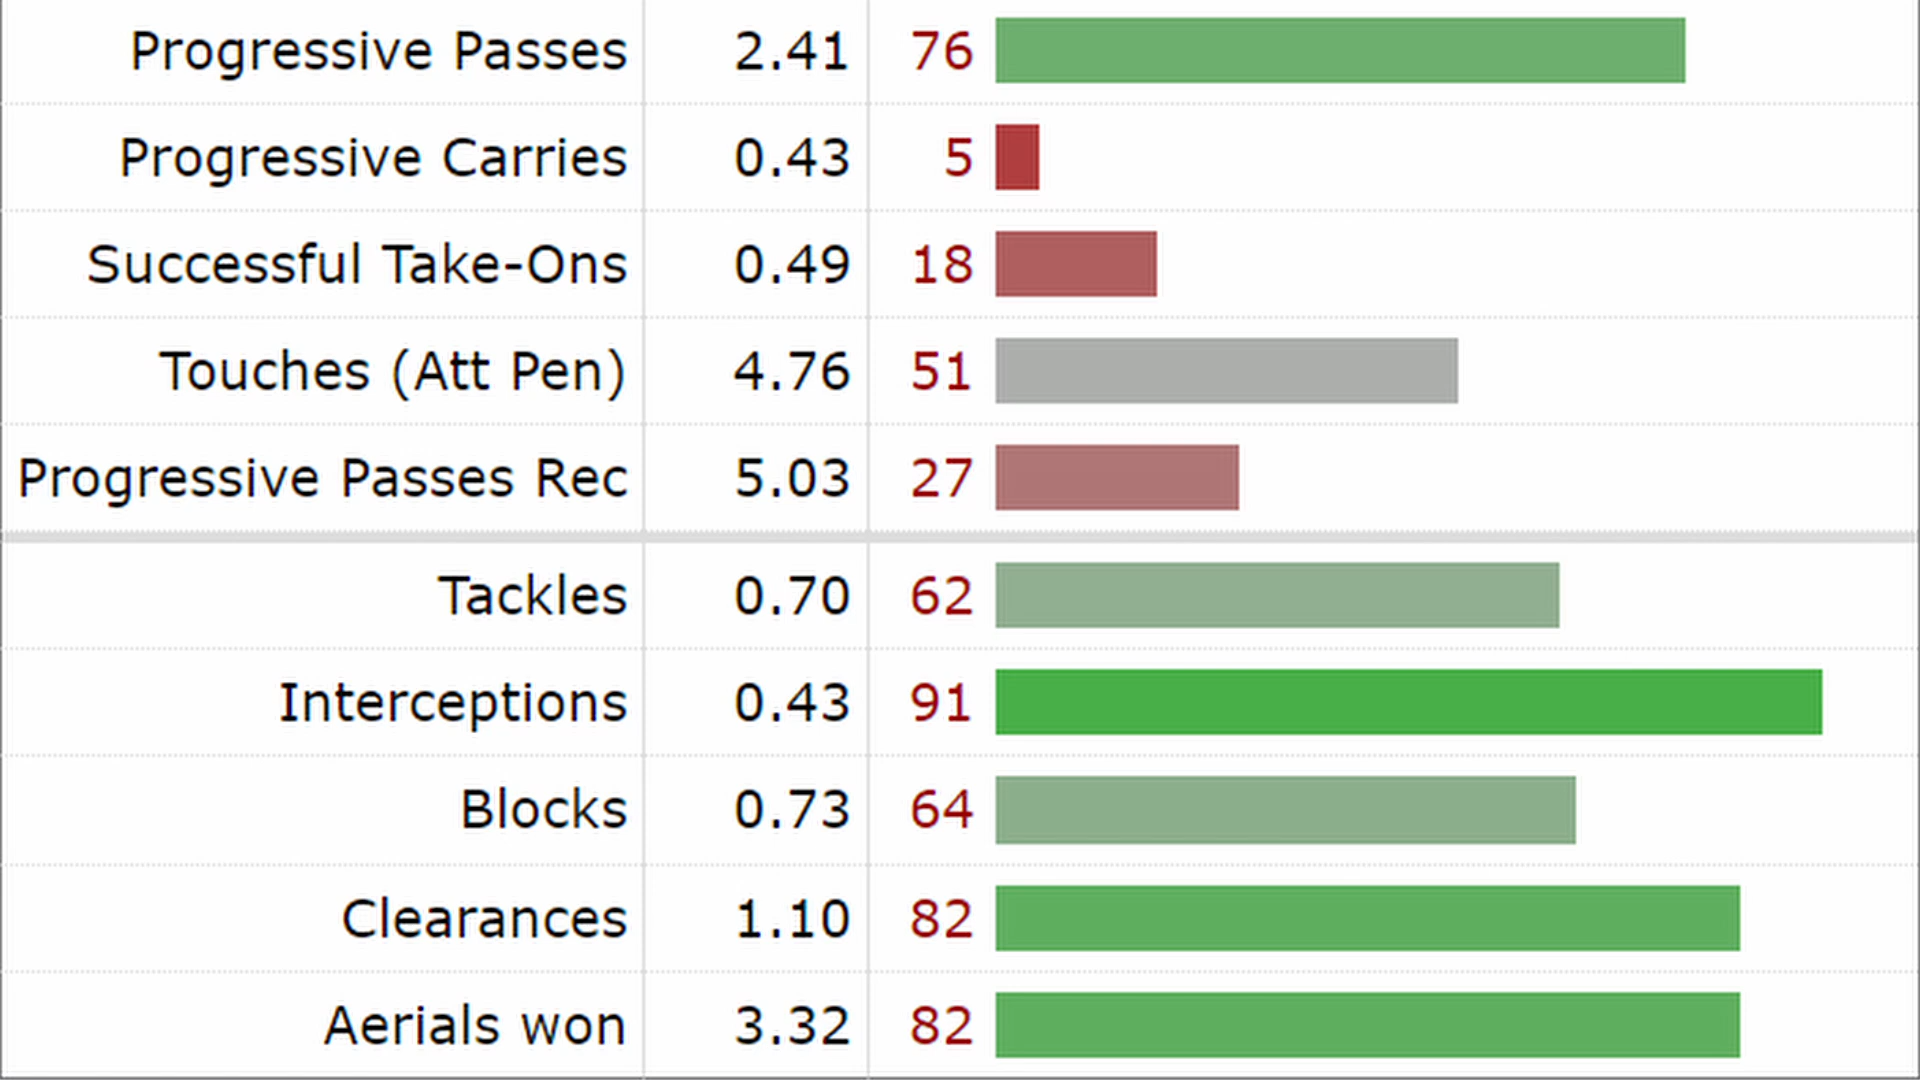 Progressive Passes 2.41 76
Progressive Carries 0.43 5
Successful Take-Ons 0.49 18
Touches (Att Pen) 4.76 51
Progressive Passes Rec 5.03 27
Tackles 0.70 62
Interceptions 0.43 91
Blocks 0.73 64
Clearances 1.10 82
Aerials won 3.32 82